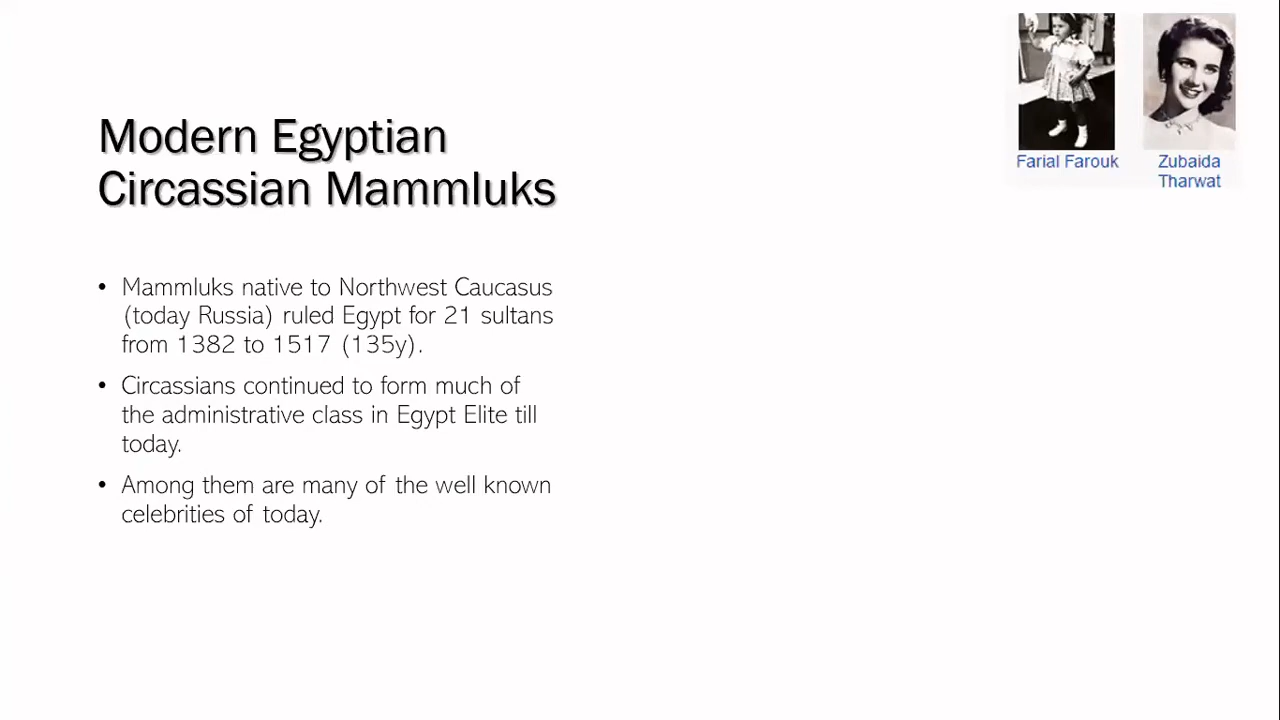 Modern Egyptian
Circassian Mammluks
• Mammluks native to Northwest Caucasus
(today Russia) ruled Egypt for 21 sultans
from 1382 to 1517 (135y).
• Circassians continued to form much of
the administrative class in Egypt Elite till
today.
• Among them are many of the well known
celebrities of today.
Farial Farouk
Zubaida
Tharwat